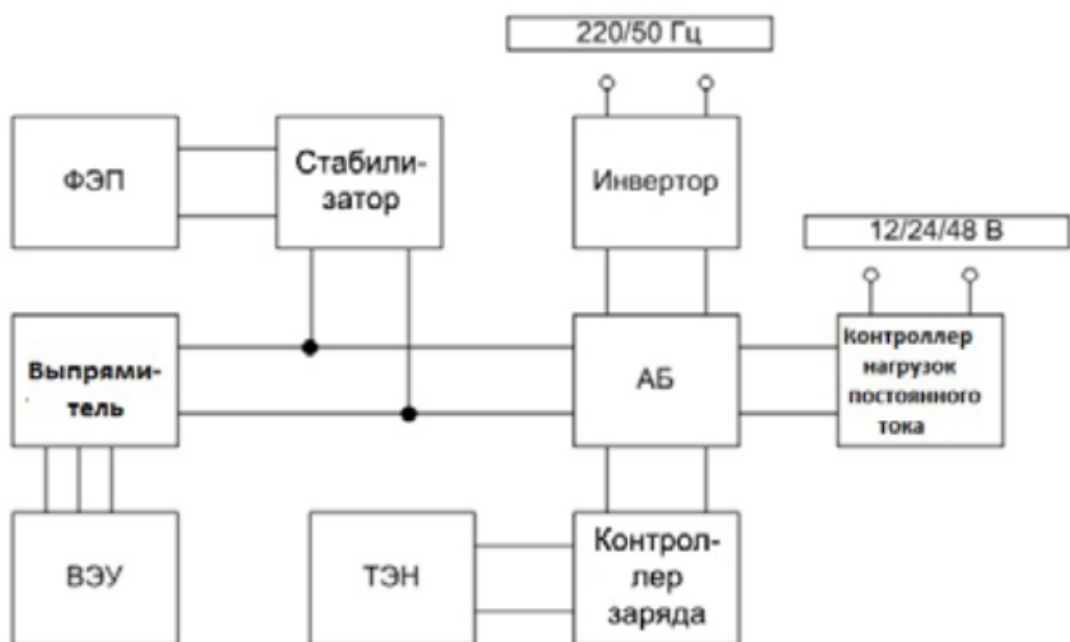 220/50 Гц
ФЭП
Стабили-
затор
Инвертор
12/24/48 В
Выпрями-
тель
АБ
Контроллер
нагрузок
постоянного
тока
ВЭУ
ТЭН
Контрол-
лер
заряда